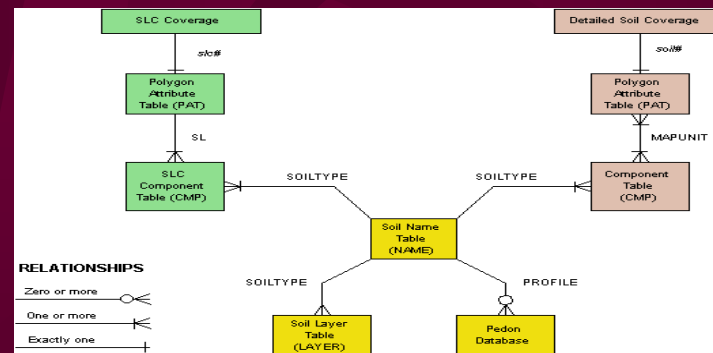 SLC Coverage
Detailed Soil Coverage
slc#
soil#
Polygon
Attribute
Table (PAT)
Polygon
Attribute
Table (PAT)
SL
MAPUNIT
SLC
Component
Table (CMP)
SOILTYPE
SOILTYPE
Component
Table
(CMP)
Soil Name
Table
(NAME)
RELATIONSHIPS
Zero or more
One or more
Exactly one
SOILTYPE
PROFILE
Soil Layer
Table
(LAYER)
Pedon
Database